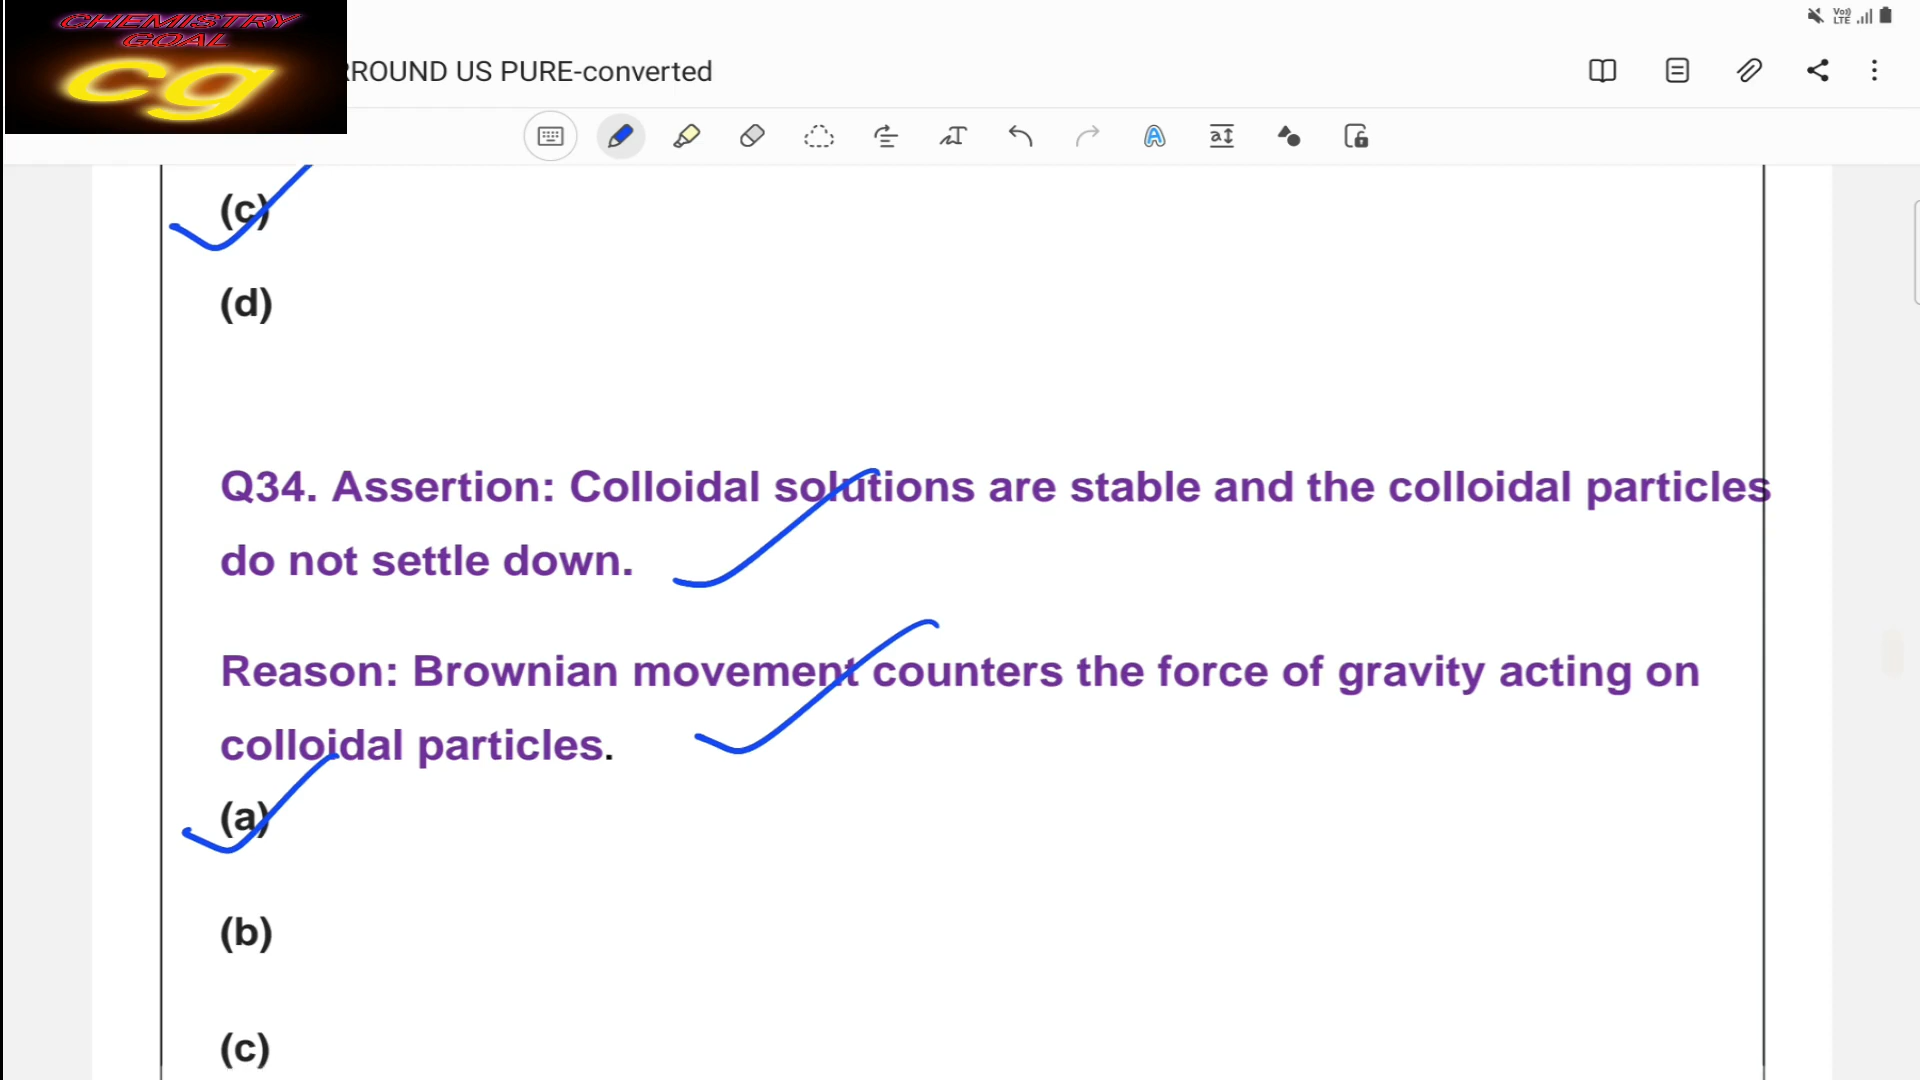 CHEMISTRY
GOAL
cg
RROUND US PURE-converted
(c)
(d)
Q34. Assertion: Colloidal solutions are stable and the colloidal particles
do not settle down.
Reason: Brownian movement counters the force of gravity acting on
colloidal particles.
(a)
(b)
(c)